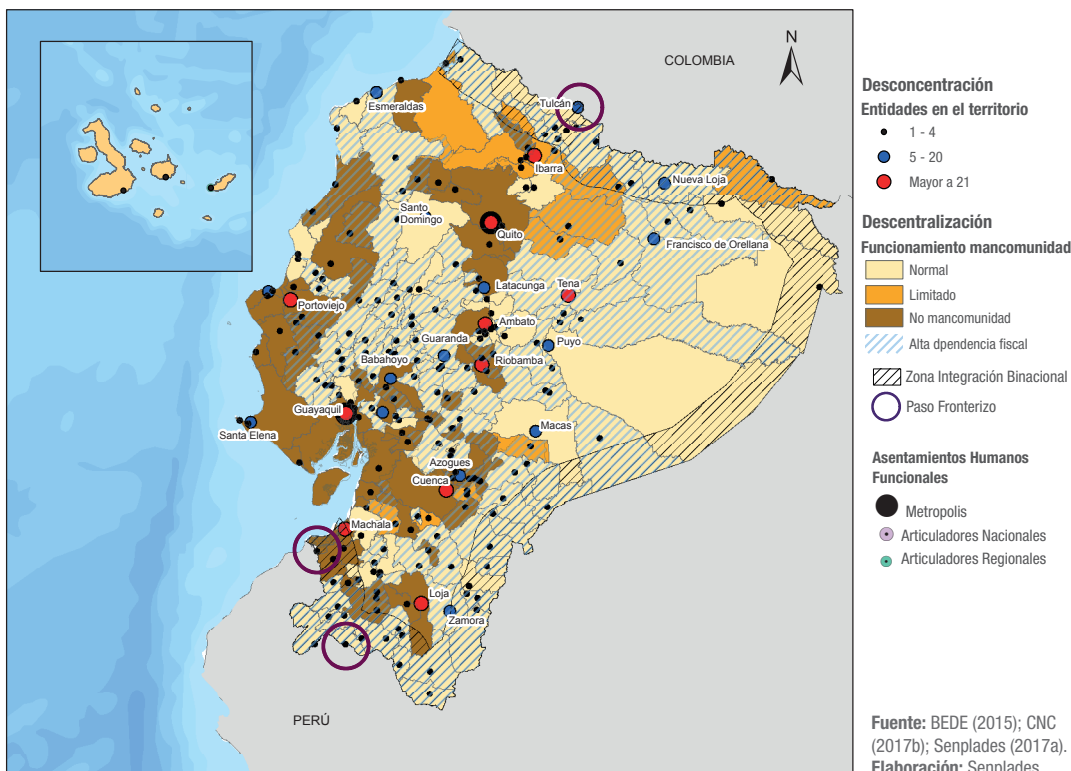 COLOMBIA
N
Tulcán
Esmeraldas
Ibarra
Nueva Loja
Santo
Domingo
Quito
Francisco de Orellana
Latacunga
Tena
Portoviejo
Ambato
Guaranda
Puyo
Babahoyo
Riobamba
Guayaquil
Santa Elena
Macas
Azogues
Cuenca
Machala
Loja
Zamora
PERÚ
Desconcentración
Entidades en el territorio
1 - 4
5 - 20
Mayor a 21
Descentralización
Funcionamiento mancomunidad
Normal
Limitado
No mancomunidad
Alta dpendencia fiscal
Zona Integración Binacional
Paso Fronterizo
Asentamientos Humanos
Funcionales
Metropolis
Articuladores Nacionales
Articuladores Regionales
Fuente: BEDE (2015); CNC
(2017b); Senplades (2017a).
Elaboración: Senplades